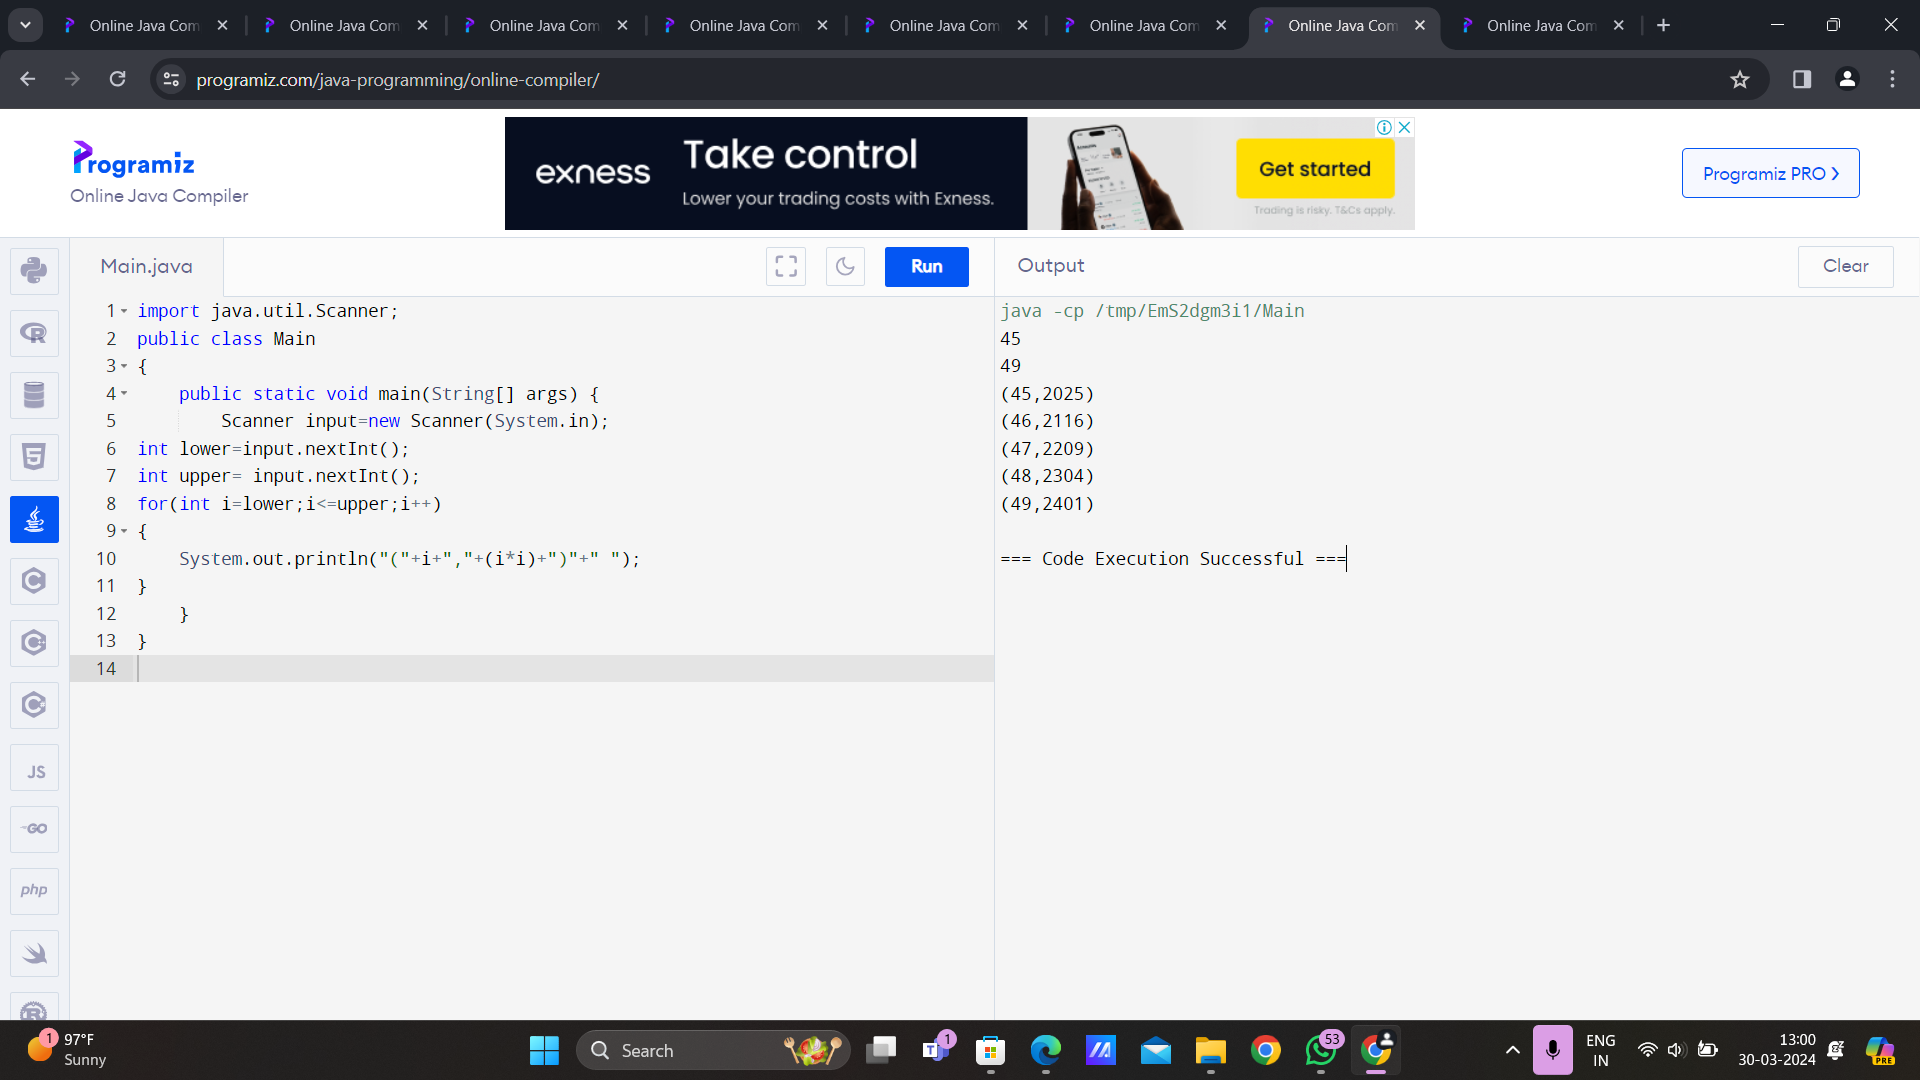 Online Java Com
Online Java Com
Online Java Com
Online Java Com
Online Java Com
Online Java Com
Online Java Com
Online Java Com
programiz.com/java-programming/online-compiler/
Programiz
Online Java Compiler
exness
Take control
Lower your trading costs with Exness.
Get started
Trading is risky. T&Cs apply.
Programiz PRO
Main.java
Run
Output
Clear
1 import java.util.Scanner;
2 public class Main
3 {
4     public static void main(String[] args) {
5         Scanner input=new Scanner(System.in);
6 int lower=input.nextInt();
7 int upper= input.nextInt();
8 for(int i=lower;i<=upper;i++)
9 {
10     System.out.println("("+i+","+(i*i)+")"+" ");
11 }
12     }
13 }
14
java -cp /tmp/EmS2dgm3i1/Main
45
49
(45,2025)
(46,2116)
(47,2209)
(48,2304)
(49,2401)
=== Code Execution Successful ===
JS
GO
php
1
97°F
Sunny
Search
1
53
ENG
IN
13:00
30-03-2024
PRE